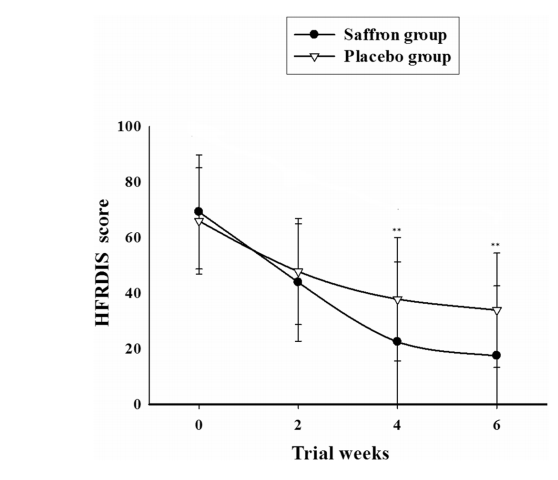 Saffron group
Placebo group
100
80
60
40
20
0
HFRDIS score
**
**
0 2 4 6
Trial weeks